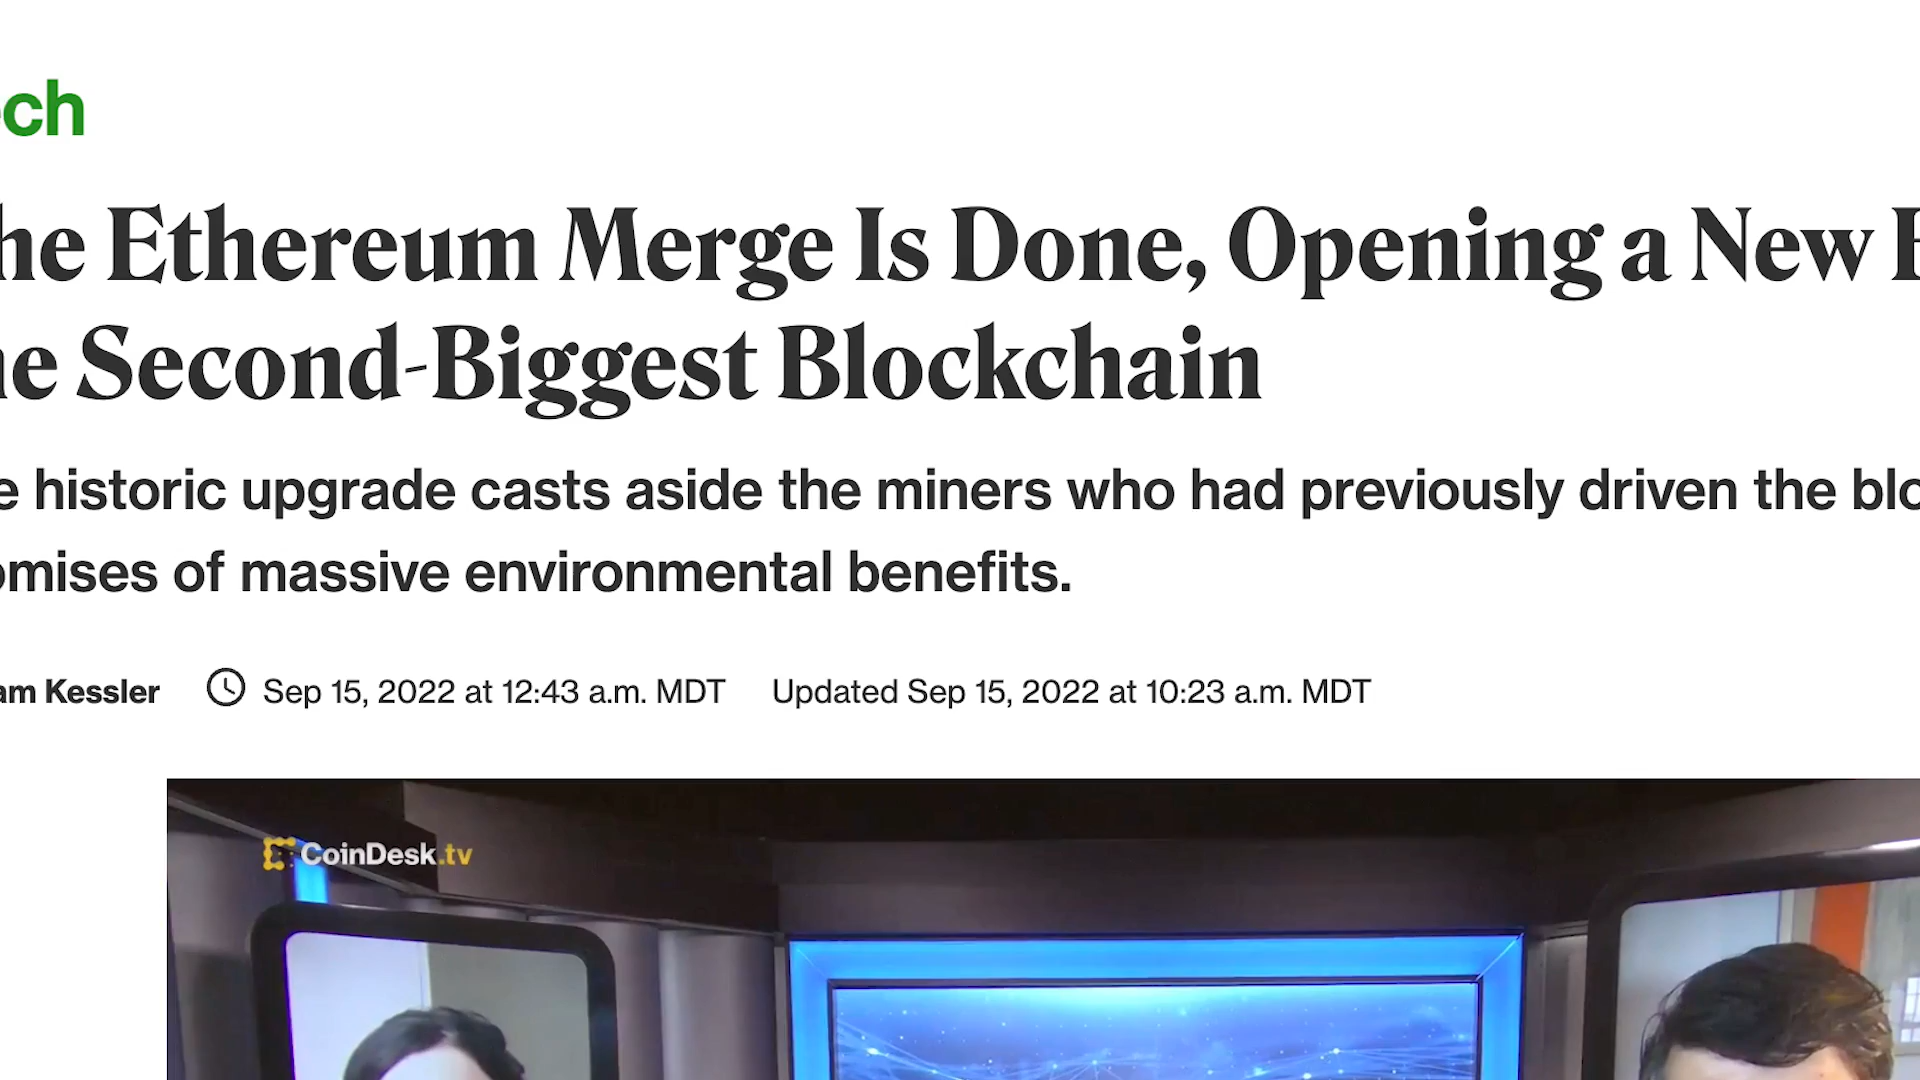 ech
he Ethereum Merge Is Done, Opening a New E
he Second-Biggest Blockchain
e historic upgrade casts aside the miners who had previously driven the blo
omises of massive environmental benefits.
am Kessler Sep 15, 2022 at 12:43 a.m. MDT Updated Sep 15, 2022 at 10:23 a.m. MDT
CoinDesk.tv